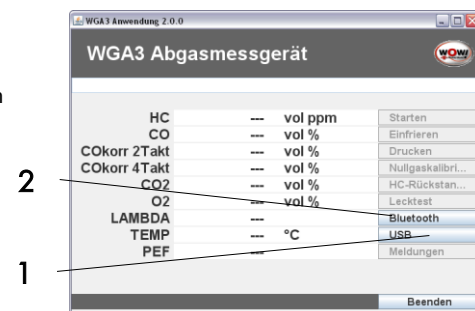 WGA3 Anwendung 2.0.0
WGA3 Abgasmessgerät
WOW!
n
HC --- vol ppm Starten
CO --- vol % Einfrieren
COkorr 2Takt --- vol % Drucken
COkorr 4Takt --- vol % Nullgaskalibri...
2
CO2 --- vol % HC-Rückstan...
O2 --- vol % Lecktest
LAMBDA --- Bluetooth
TEMP --- °C USB
PEF --- Meldungen
1
Beenden